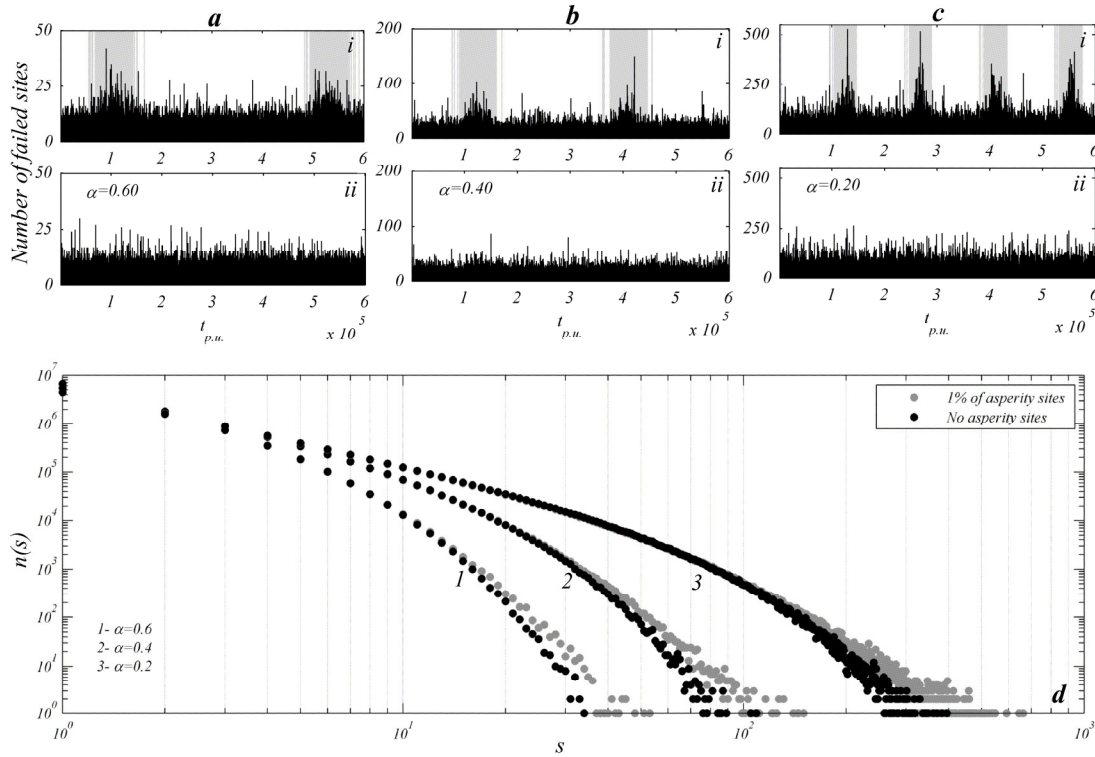 a
b
c
50
25
0
i
1 2 3 4 5 6
200
100
0
i
1 2 3 4 5 6
500
250
0
i
1 2 3 4 5 6
Number of failed sites
50
25
0
α=0.60
ii
1 2 3 4 5 6
t p.u.
x 10^5
200
100
0
α=0.40
ii
1 2 3 4 5 6
t p.u.
x 10^5
500
250
0
α=0.20
ii
1 2 3 4 5 6
t p.u.
x 10^5
n(s)
10^7
10^6
10^5
10^4
10^3
10^2
10^1
10^0
1% of asperity sites
No asperity sites
1
2
3
1- α=0.6
2- α=0.4
3- α=0.2
d
10^0 10^1 10^2 10^3
s